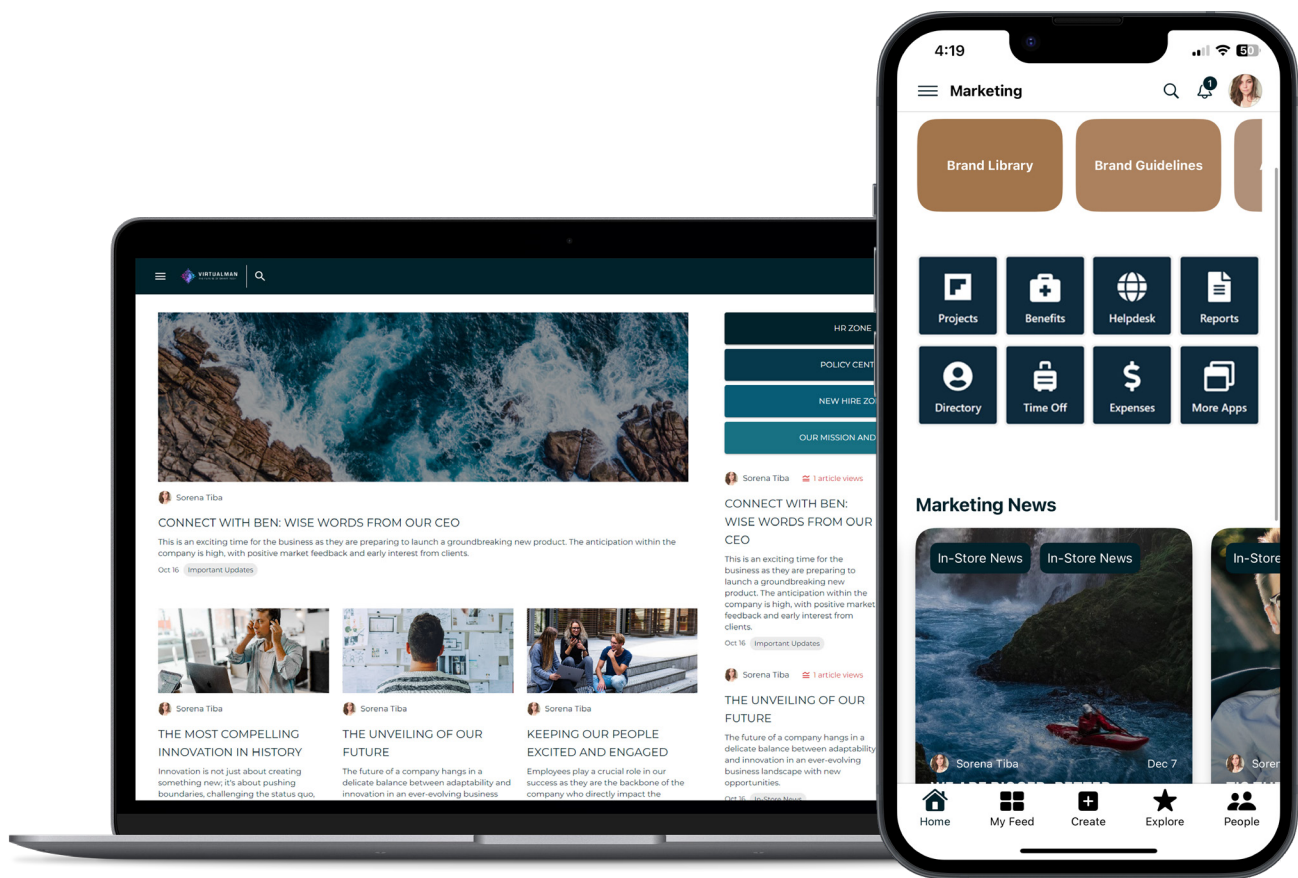 VIRTUALMAN
HR ZONE
POLICY CENT
NEW HIRE ZO
OUR MISSION AND
Sorena Tiba
CONNECT WITH BEN: WISE WORDS FROM OUR CEO
This is an exciting time for the business as they are preparing to launch a groundbreaking new product. The anticipation within the
company is high, with positive market feedback and early interest from clients.
Oct 16 Important Updates
Sorena Tiba
THE MOST COMPELLING
INNOVATION IN HISTORY
Innovation is not just about creating
something new; it's about pushing
boundaries, challenging the status quo,
Sorena Tiba
THE UNVEILING OF OUR
FUTURE
The future of a company hangs in a
delicate balance between adaptability and
innovation in an ever-evolving business
Sorena Tiba
KEEPING OUR PEOPLE
EXCITED AND ENGAGED
Employees play a crucial role in our
success as they are the backbone of the
company who directly impact the
Sorena Tiba 1 article views
CONNECT WITH BEN:
WISE WORDS FROM OUR
CEO
This is an exciting time for the
business as they are preparing to
launch a groundbreaking new
product. The anticipation within the
company is high, with positive market
feedback and early interest from
clients.
Oct 16 Important Updates
Sorena Tiba 1 article views
THE UNVEILING OF OUR
FUTURE
The future of a company hangs in a
delicate balance between adaptability
and innovation in an ever-evolving
business landscape with new
opportunities.
Oct 16 In-Store News
4:19 50
Marketing 1
Brand Library Brand Guidelines
Projects Benefits Helpdesk Reports
Directory Time Off Expenses More Apps
Marketing News
In-Store News In-Store News In-Store
Sorena Tiba Dec 7 Soren
WE ARE BIGGER, BETTER
Home My Feed Create Explore People